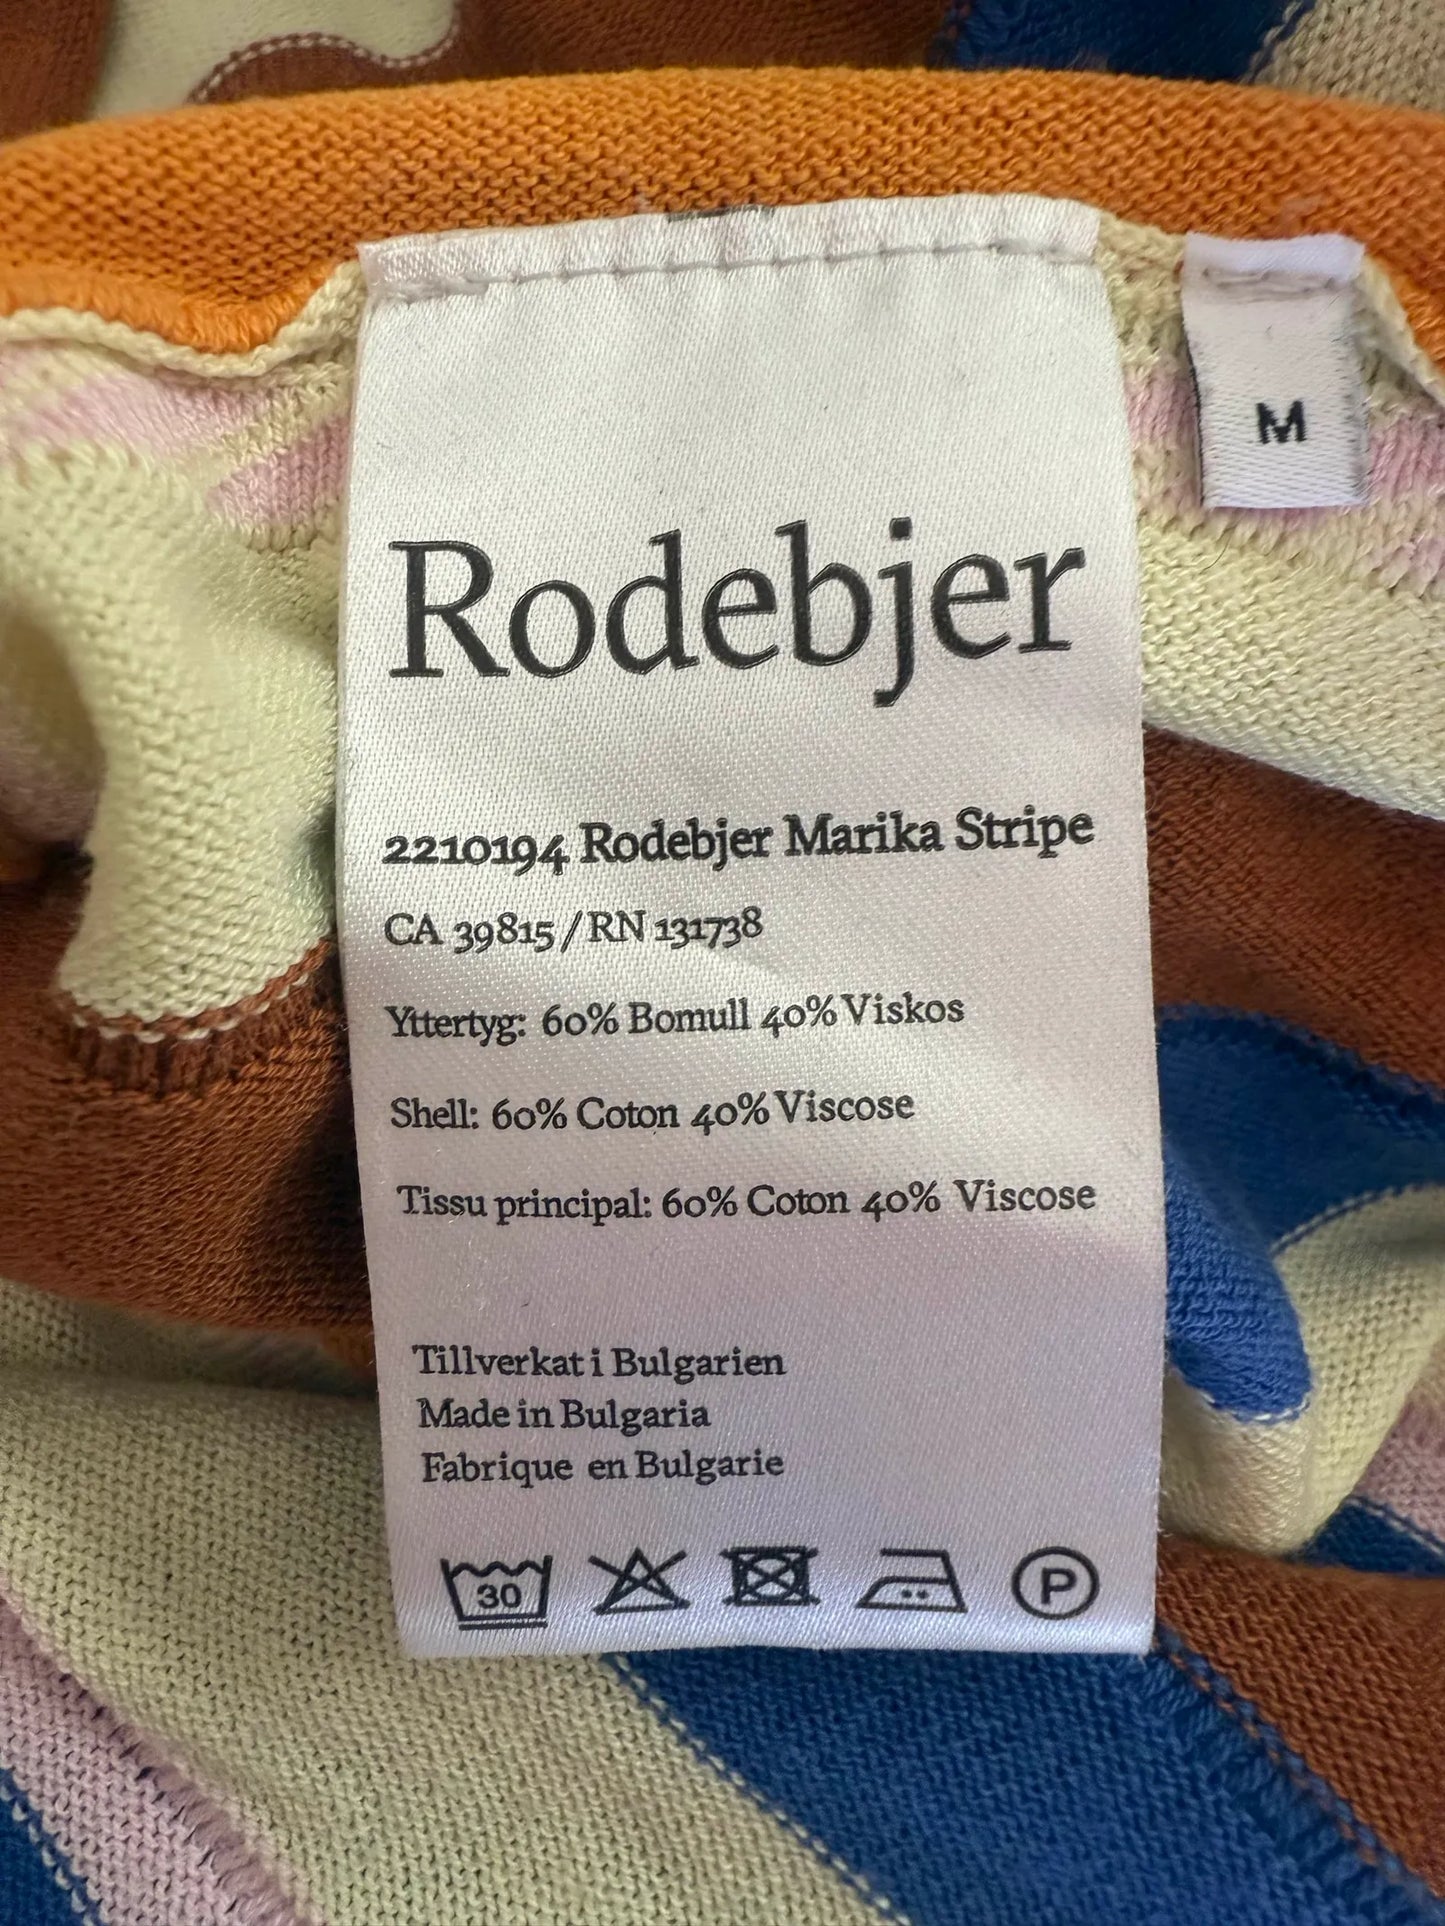 M
Rodebjer
2210194 Rodebjer Marika Stripe
CA 39815 / RN 131738
Yttertyg: 60% Bomull 40% Viskos
Shell: 60% Coton 40% Viscose
Tissu principal: 60% Coton 40% Viscose
Tillverkat i Bulgarien
Made in Bulgaria
Fabrique en Bulgarie
30 P